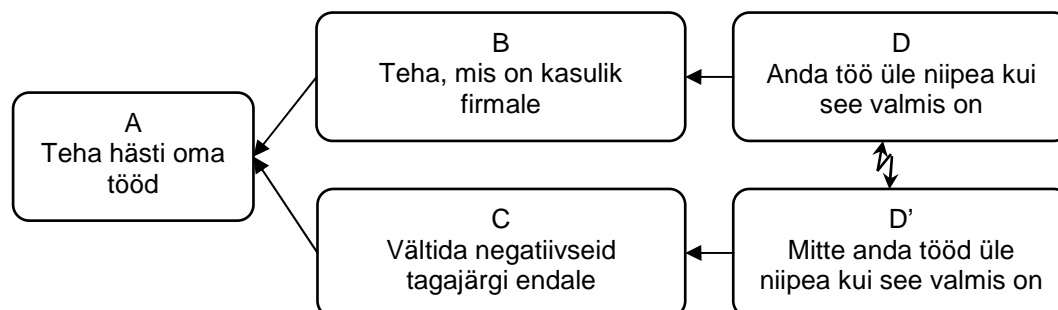 A
Teha hästi oma
tööd
B
Teha, mis on kasulik
firmale
C
Vältida negatiivseid
tagajärgi endale
D
Anda töö üle niipea kui
see valmis on
D’
Mitte anda tööd üle
niipea kui see valmis on